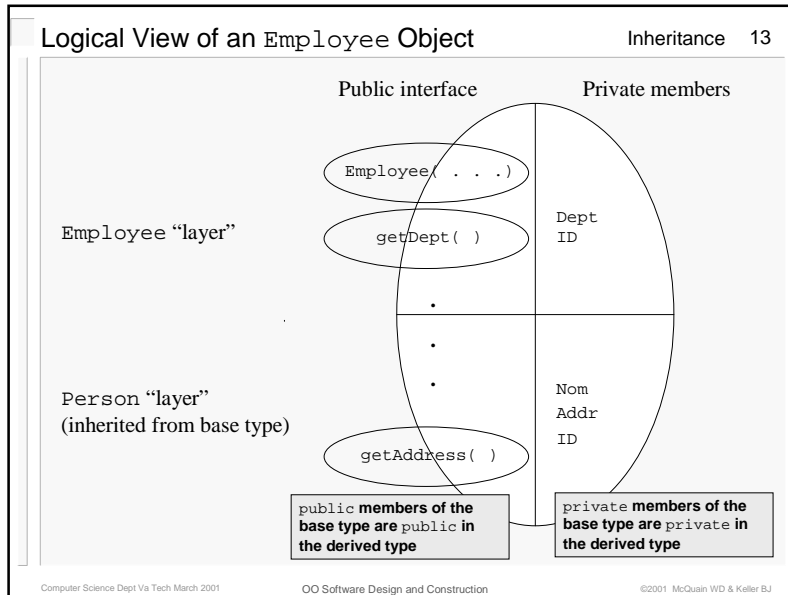 Logical View of an Employee Object
Inheritance 13
Public interface
Private members
Employee( . . .)
Employee “layer”
getDept( )
Dept
ID
.
.
.
Person “layer”
(inherited from base type)
Nom
Addr
ID
getAddress( )
public members of the
base type are public in
the derived type
private members of the
base type are private in
the derived type
Computer Science Dept Va Tech March 2001
OO Software Design and Construction
©2001 McQuain WD & Keller BJ